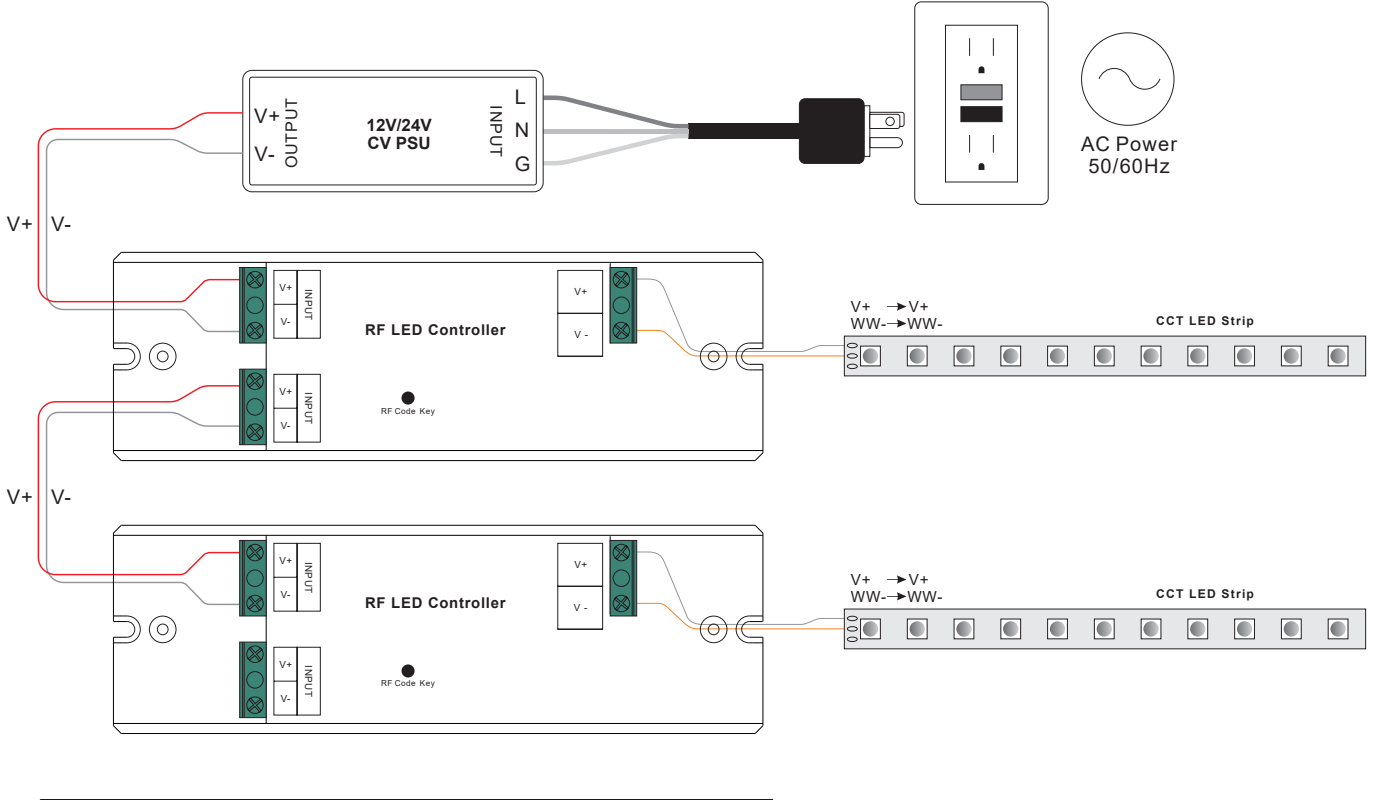 V+
V-
OUTPUT
12V/24V
CV PSU
INPUT
L
N
G
AC Power
50/60Hz
V+
V-
V+
V-
INPUT
RF LED Controller
V+
V -
V+
V-
INPUT
RF Code Key
V+ V+
WW- WW-
CCT LED Strip
V+
V-
V+
V-
INPUT
RF LED Controller
V+
V -
V+
V-
INPUT
RF Code Key
V+ V+
WW- WW-
CCT LED Strip